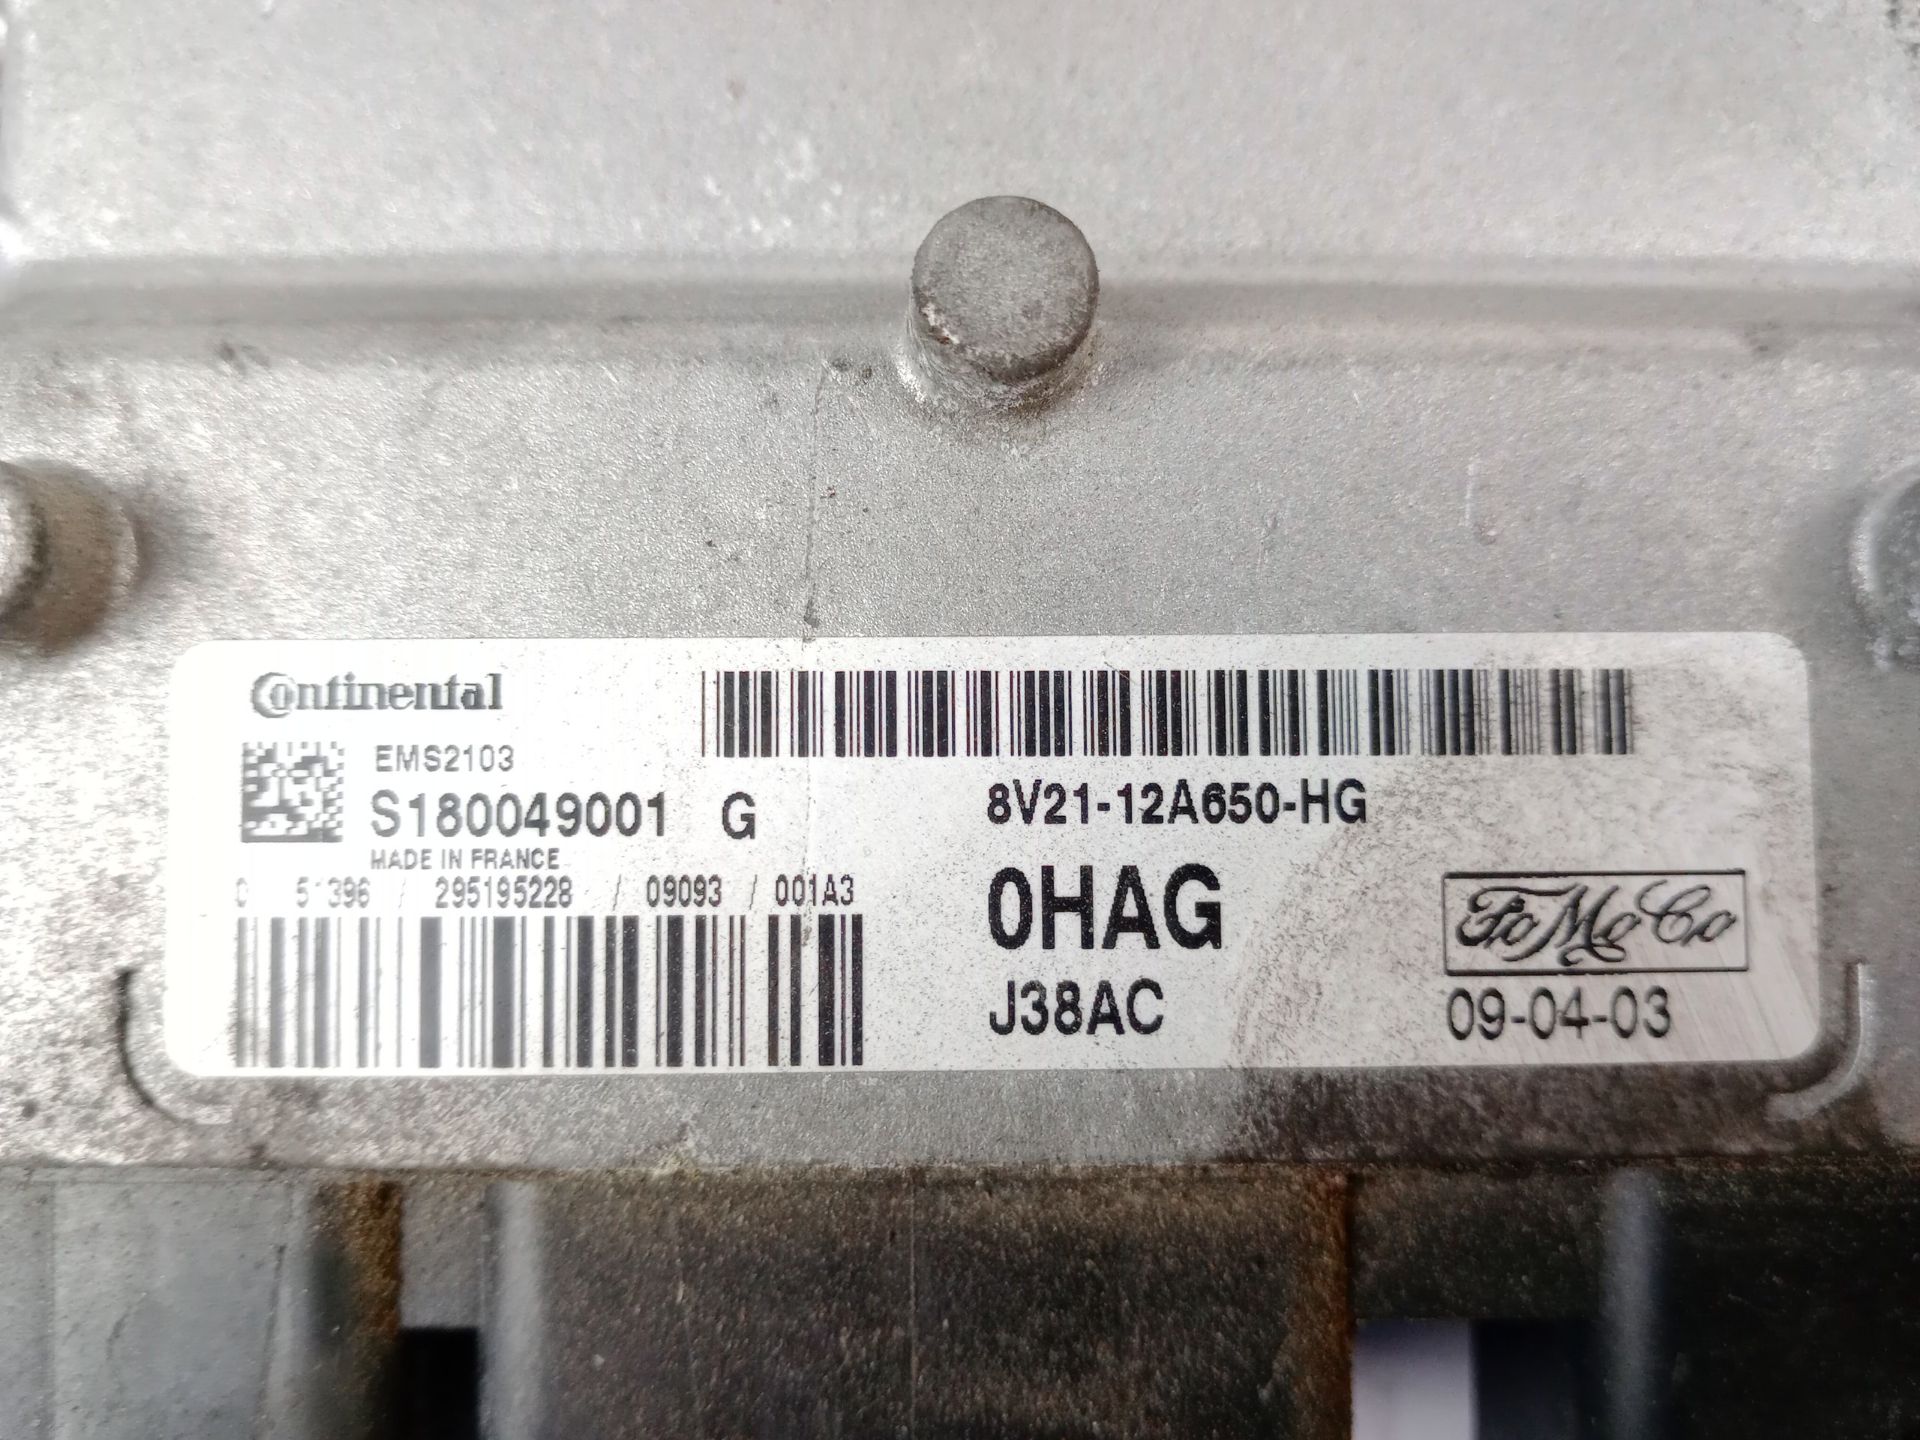 Continental
EMS2103
S180049001 G
MADE IN FRANCE
51396 / 295195228 / 09093 / 001A3
8V21-12A650-HG
0HAG
J38AC
FoMoCo
09-04-03